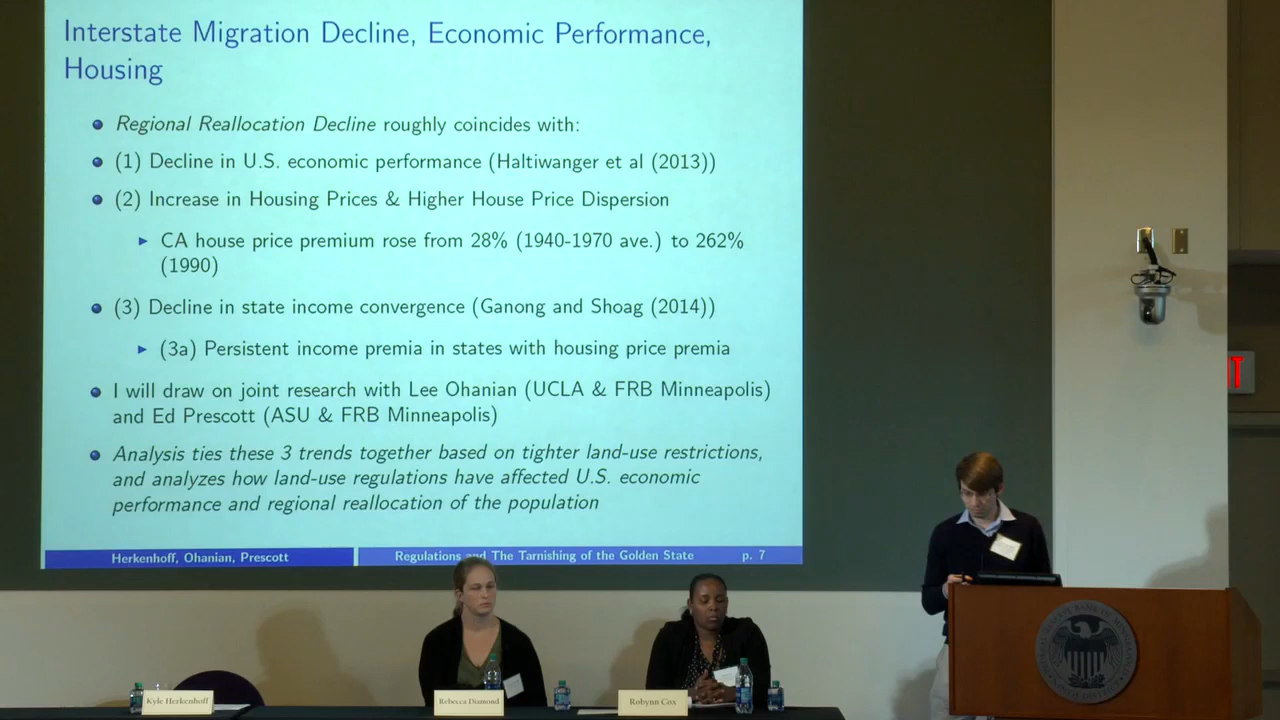 Interstate Migration Decline, Economic Performance,
Housing
Regional Reallocation Decline roughly coincides with:
(1) Decline in U.S. economic performance (Haltiwanger et al (2013))
(2) Increase in Housing Prices & Higher House Price Dispersion
CA house price premium rose from 28% (1940-1970 ave.) to 262%
(1990)
(3) Decline in state income convergence (Ganong and Shoag (2014))
(3a) Persistent income premia in states with housing price premia
I will draw on joint research with Lee Ohanian (UCLA & FRB Minneapolis)
and Ed Prescott (ASU & FRB Minneapolis)
Analysis ties these 3 trends together based on tighter land-use restrictions,
and analyzes how land-use regulations have affected U.S. economic
performance and regional reallocation of the population
Herkenhoff, Ohanian, Prescott
Regulations and The Tarnishing of the Golden State p. 7
Kyle Herkenhoff
Rebecca Diamond
Robynn Cox